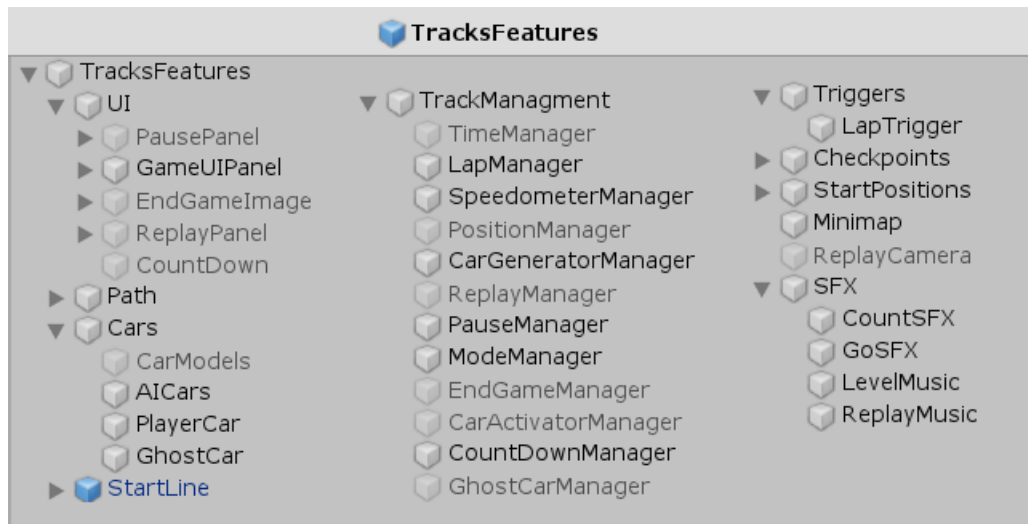 TracksFeatures
TracksFeatures
UI
PausePanel
GameUIPanel
EndGameImage
ReplayPanel
CountDown
Path
Cars
CarModels
AICars
PlayerCar
GhostCar
StartLine
TrackManagment
TimeManager
LapManager
SpeedometerManager
PositionManager
CarGeneratorManager
ReplayManager
PauseManager
ModeManager
EndGameManager
CarActivatorManager
CountDownManager
GhostCarManager
Triggers
LapTrigger
Checkpoints
StartPositions
Minimap
ReplayCamera
SFX
CountSFX
GoSFX
LevelMusic
ReplayMusic